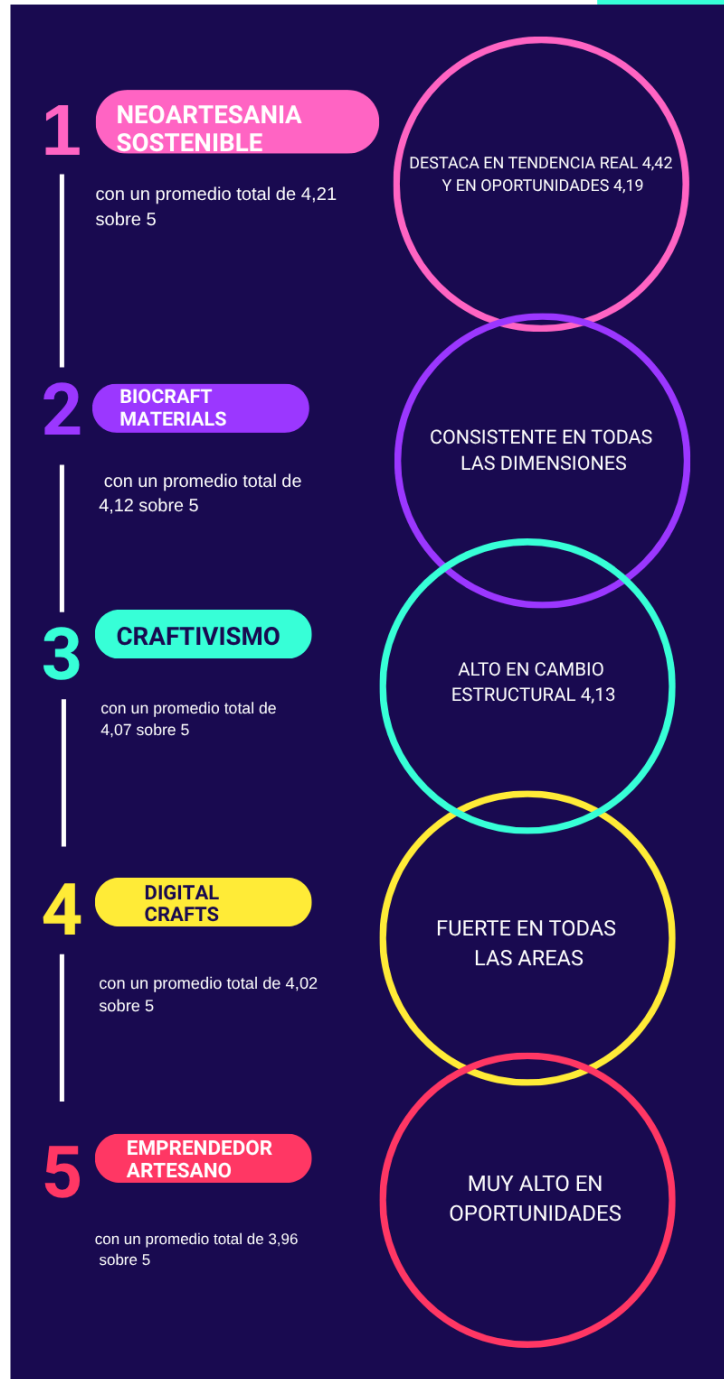 1
NEOARTESANIA
SOSTENIBLE
con un promedio total de 4,21
sobre 5
DESTACA EN TENDENCIA REAL 4,42
Y EN OPORTUNIDADES 4,19
2
BIOCRAFT
MATERIALS
con un promedio total de
4,12 sobre 5
CONSISTENTE EN TODAS
LAS DIMENSIONES
3
CRAFTIVISMO
con un promedio total de
4,07 sobre 5
ALTO EN CAMBIO
ESTRUCTURAL 4,13
4
DIGITAL
CRAFTS
con un promedio total de 4,02
sobre 5
FUERTE EN TODAS
LAS AREAS
5
EMPRENDEDOR
ARTESANO
con un promedio total de 3,96
sobre 5
MUY ALTO EN
OPORTUNIDADES